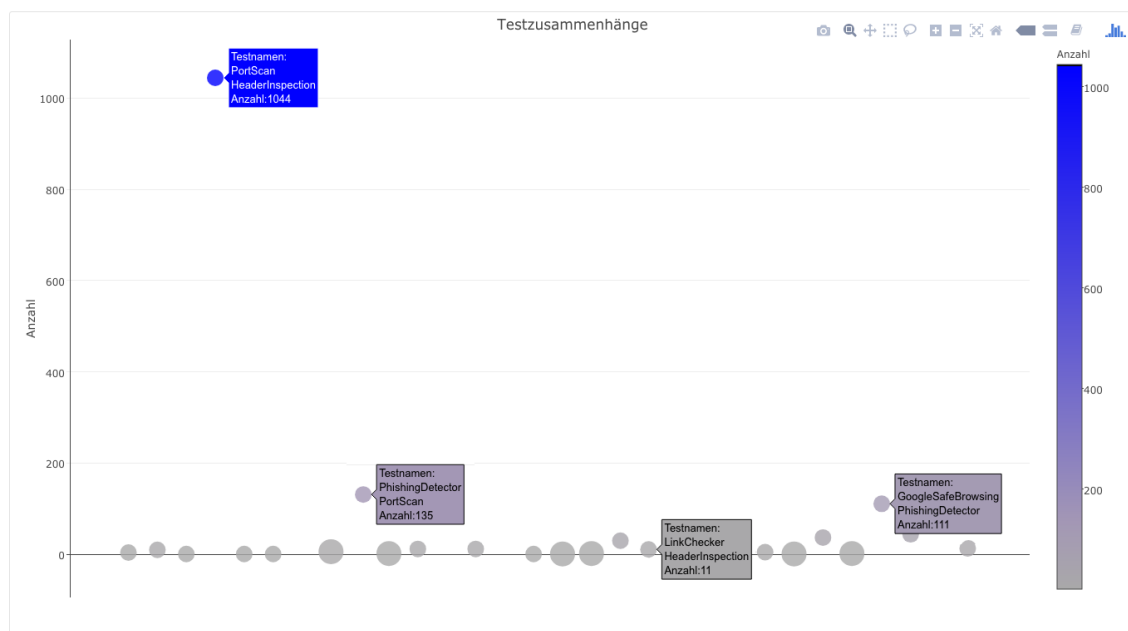 Testzusammenhänge
Anzahl
1000
800
600
400
200
0
Anzahl
1000
800
600
400
200
Testnamen:
PortScan
HeaderInspection
Anzahl:1044
Testnamen:
PhishingDetector
PortScan
Anzahl:135
Testnamen:
LinkChecker
HeaderInspection
Anzahl:11
Testnamen:
GoogleSafeBrowsing
PhishingDetector
Anzahl:111